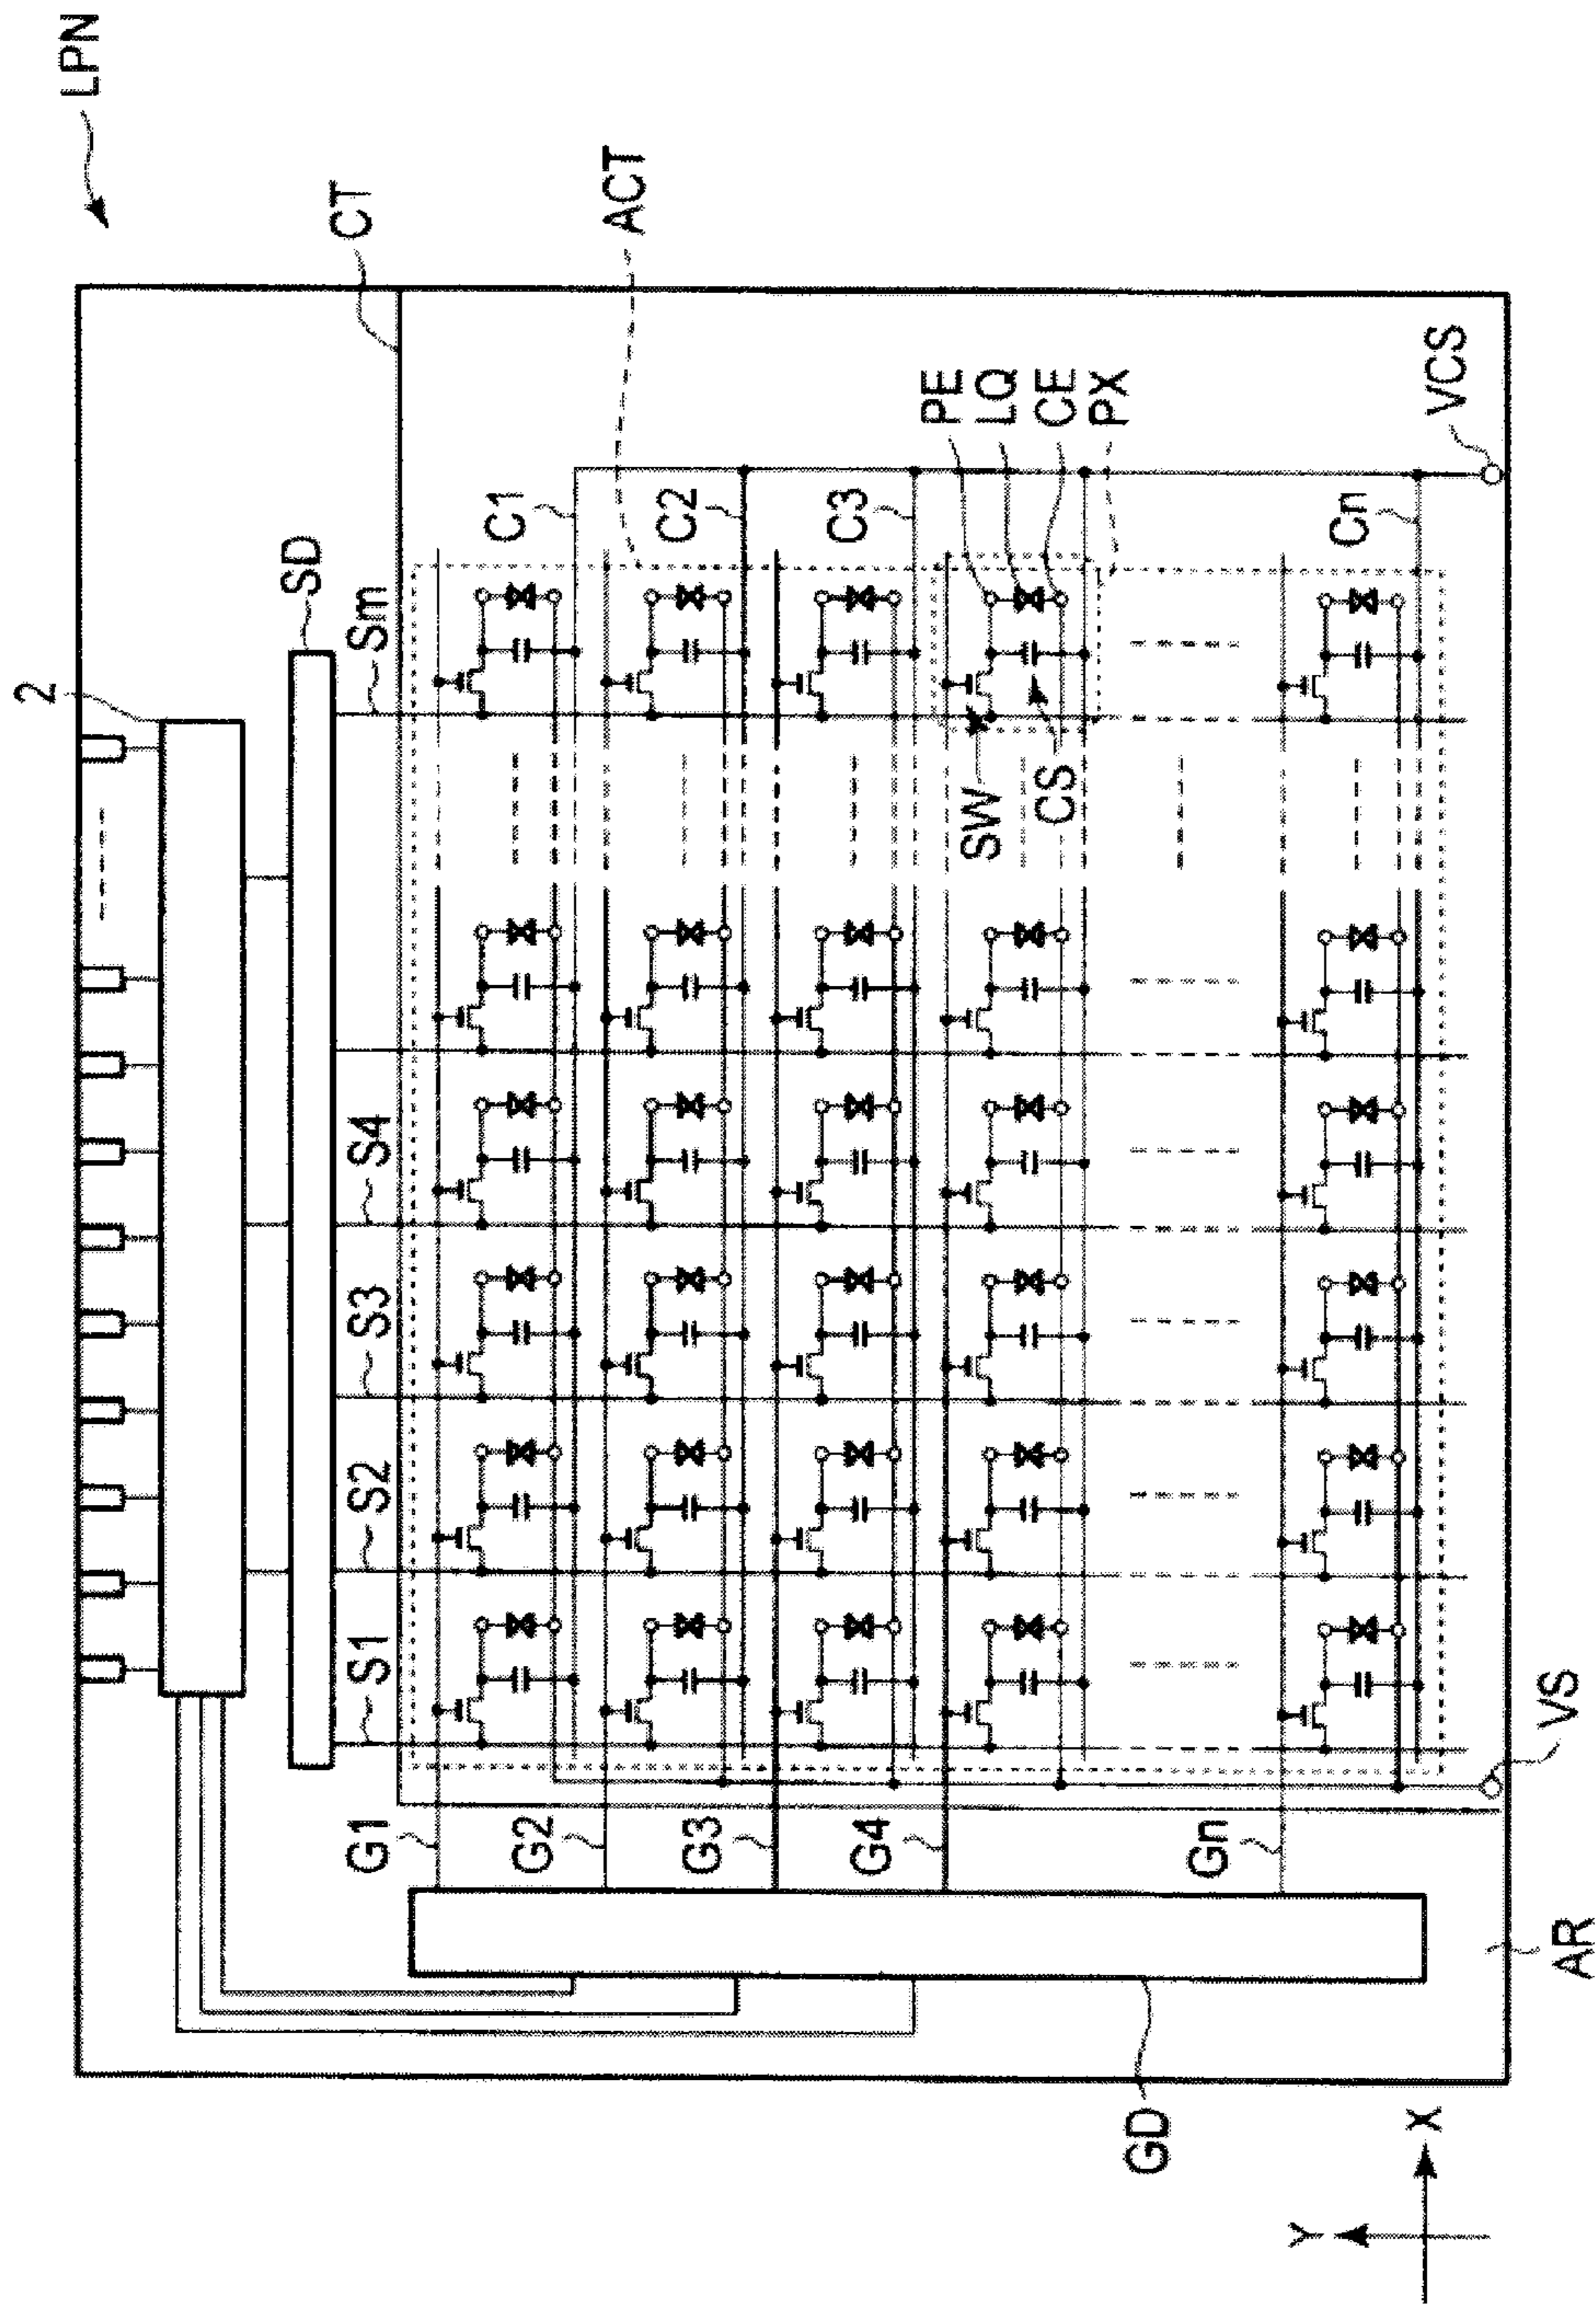 LPN
CT
ACT
2
SD
Sm
S4
S3
S2
S1
C1
C2
C3
Cn
PE
LQ
CE
PX
VCS
SW
CS
G1
G2
G3
G4
Gn
VS
AR
GD
X
Y